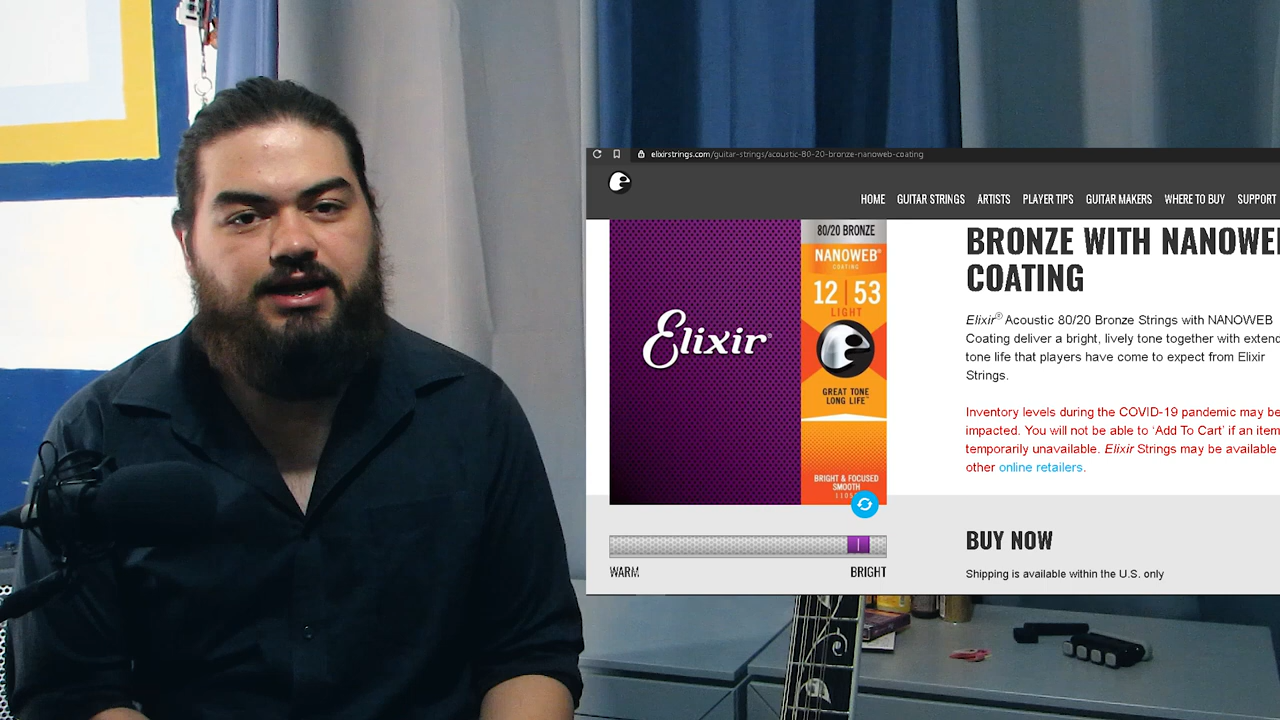 elixirstrings.com/guitar-strings/acoustic-80-20-bronze-nanoweb-coating
HOME GUITAR STRINGS ARTISTS PLAYER TIPS GUITAR MAKERS WHERE TO BUY SUPPORT
80/20 BRONZE
NANOWEB®
COATING
12 | 53
LIGHT
Elixir®
GREAT TONE
LONG LIFE™
BRIGHT & FOCUSED
SMOOTH
WARM BRIGHT
BRONZE WITH NANOWE
COATING
Elixir® Acoustic 80/20 Bronze Strings with NANOWEB
Coating deliver a bright, lively tone together with extend
tone life that players have come to expect from Elixir
Strings.
Inventory levels during the COVID-19 pandemic may be
impacted. You will not be able to 'Add To Cart' if an item
temporarily unavailable. Elixir Strings may be available
other online retailers.
BUY NOW
Shipping is available within the U.S. only